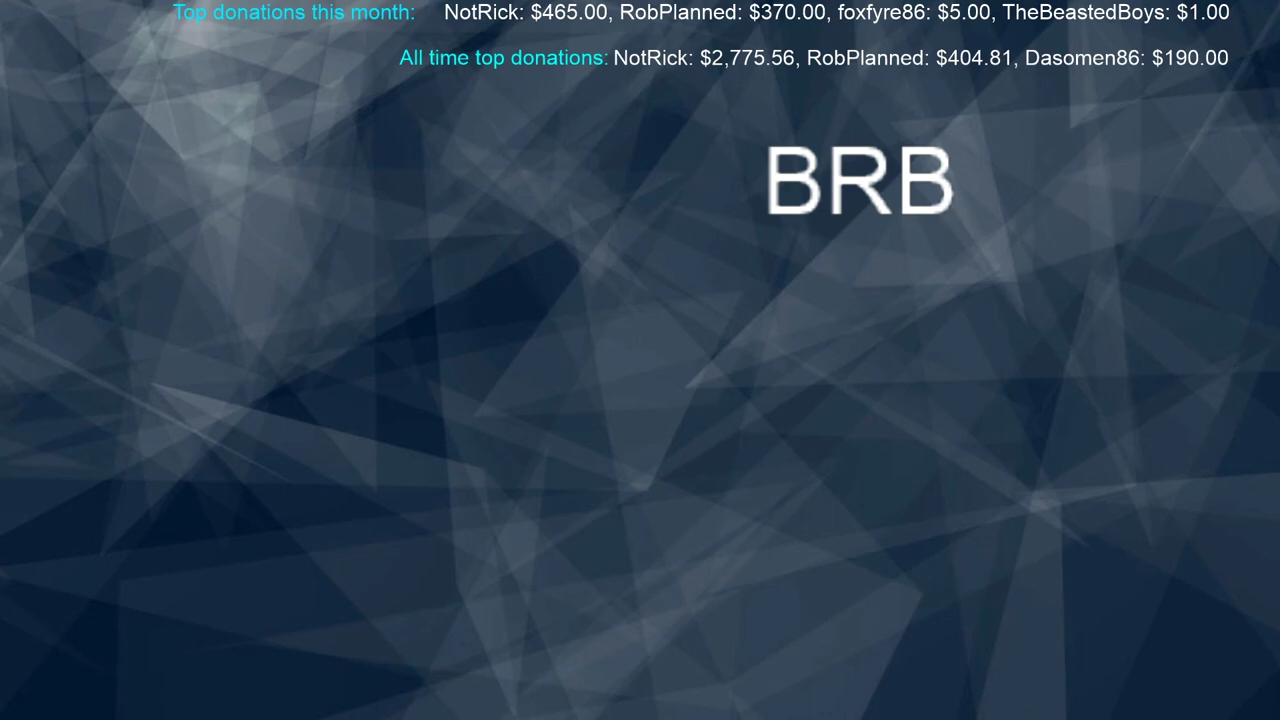 Top donations this month: NotRick: $465.00, RobPlanned: $370.00, foxfyre86: $5.00, TheBeastedBoys: $1.00
All time top donations: NotRick: $2,775.56, RobPlanned: $404.81, Dasomen86: $190.00
BRB